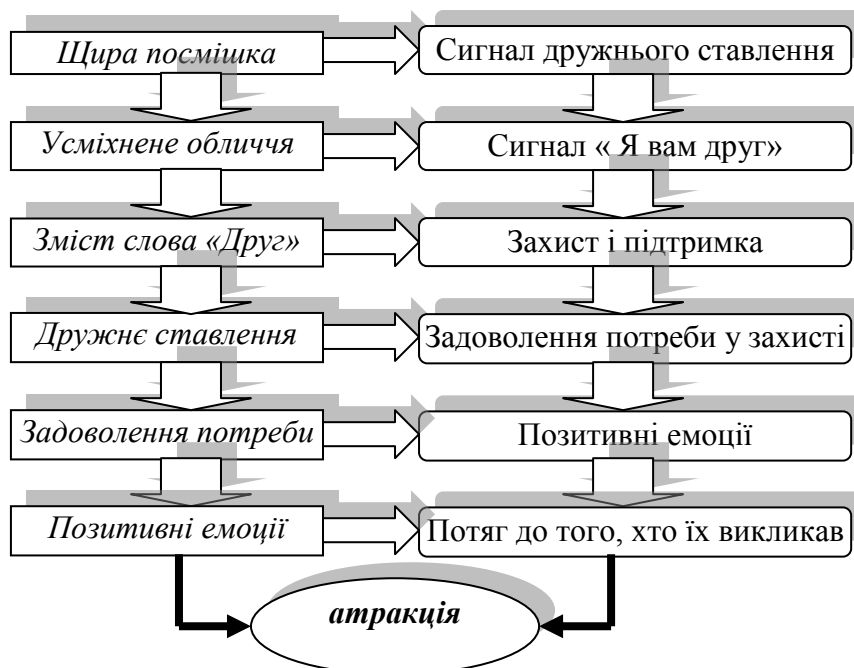 Щира посмішка
Сигнал дружнього ставлення
Усміхнене обличчя
Сигнал « Я вам друг»
Зміст слова «Друг»
Захист і підтримка
Дружнє ставлення
Задоволення потреби у захисті
Задоволення потреби
Позитивні емоції
Позитивні емоції
Потяг до того, хто їх викликав
атракція